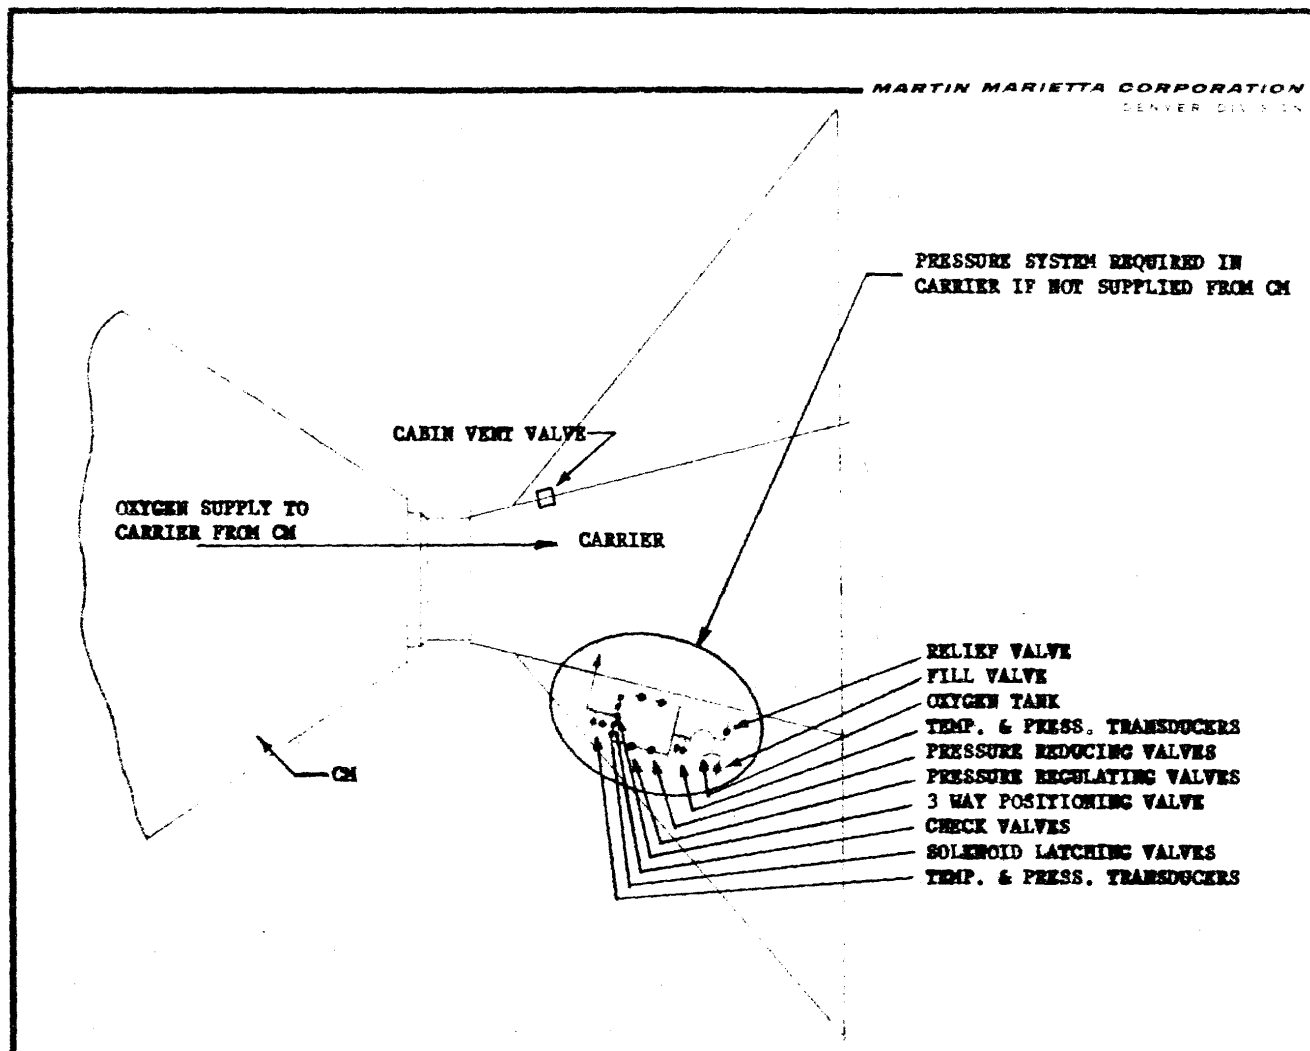 MARTIN MARIETTA CORPORATION
DENVER DIVISION
PRESSURE SYSTEM REQUIRED IN
CARRIER IF NOT SUPPLIED FROM CM
CABIN VENT VALVE
OXYGEN SUPPLY TO
CARRIER FROM CM
CARRIER
RELIEF VALVE
FILL VALVE
OXYGEN TANK
TEMP. & PRESS. TRANSDUCERS
PRESSURE REDUCING VALVES
PRESSURE REGULATING VALVES
3 WAY POSITIONING VALVE
CHECK VALVES
SOLENOID LATCHING VALVES
TEMP. & PRESS. TRANSDUCERS
CM